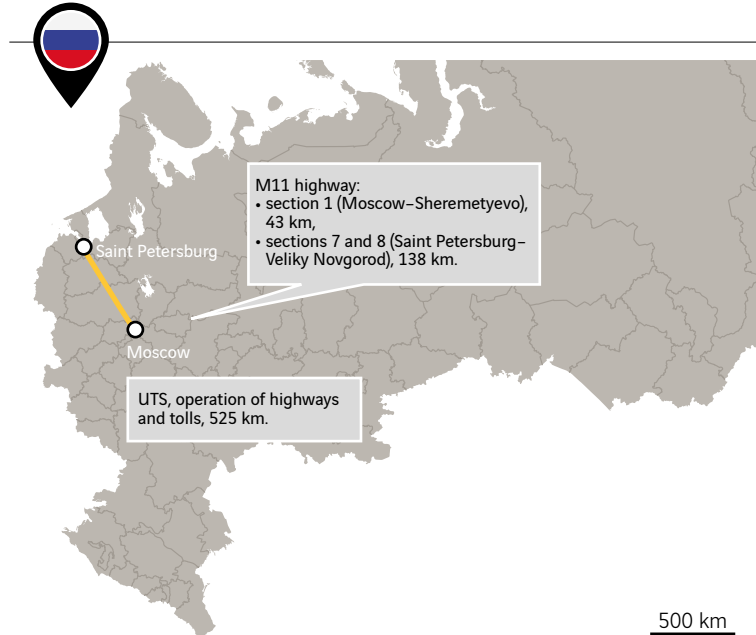 M11 highway:
• section 1 (Moscow–Sheremetyevo),
43 km,
• sections 7 and 8 (Saint Petersburg–
Veliky Novgorod), 138 km.
Saint Petersburg
Moscow
UTS, operation of highways
and tolls, 525 km.
500 km